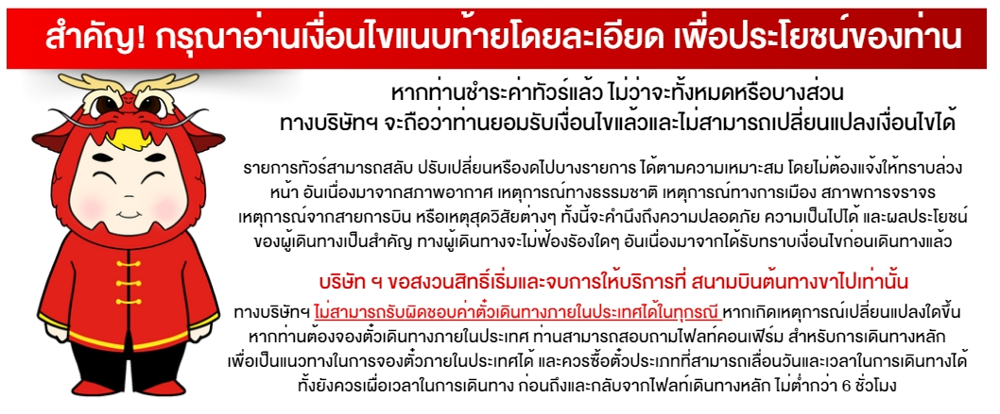 สำคัญ! กรุณาอ่านเงื่อนไขแนบท้ายโดยละเอียด เพื่อประโยชน์ของท่าน
หากท่านชำระค่าทัวร์แล้ว ไม่ว่าจะทั้งหมดหรือบางส่วน
ทางบริษัทฯ จะถือว่าท่านยอมรับเงื่อนไขแล้วและไม่สามารถเปลี่ยนแปลงเงื่อนไขได้
รายการทัวร์สามารถสลับ ปรับเปลี่ยนหรืองดไปบางรายการ ได้ตามความเหมาะสม โดยไม่ต้องแจ้งให้ทราบล่วง
หน้า อันเนื่องมาจากสภาพอากาศ เหตุการณ์ทางธรรมชาติ เหตุการณ์ทางการเมือง สภาพการจราจร
เหตุการณ์จากสายการบิน หรือเหตุสุดวิสัยต่างๆ ทั้งนี้จะคำนึงถึงความปลอดภัย ความเป็นไปได้ และผลประโยชน์
ของผู้เดินทางเป็นสำคัญ ทางผู้เดินทางจะไม่ฟ้องร้องใดๆ อันเนื่องมาจากได้รับทราบเงื่อนไขก่อนเดินทางแล้ว
บริษัท ฯ ขอสงวนสิทธิ์เริ่มและจบการให้บริการที่ สนามบินต้นทางขาไปเท่านั้น
ทางบริษัทฯ ไม่สามารถรับผิดชอบค่าตั๋วเดินทางภายในประเทศได้ในทุกกรณี หากเกิดเหตุการณ์เปลี่ยนแปลงใดขึ้น
หากท่านต้องจองตั๋วเดินทางภายในประเทศ ท่านสามารถสอบถามไฟลท์คอนเฟิร์ม สำหรับการเดินทางหลัก
เพื่อเป็นแนวทางในการจองตั๋วภายในประเทศได้ และควรซื้อตั๋วประเภทที่สามารถเลื่อนวันและเวลาในการเดินทางได้
ทั้งยังควรเผื่อเวลาในการเดินทาง ก่อนถึงและกลับจากไฟลท์เดินทางหลัก ไม่ต่ำกว่า 6 ชั่วโมง